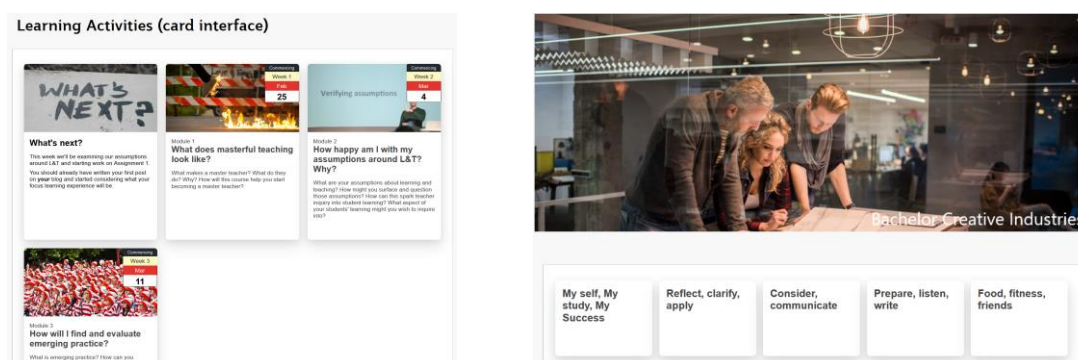 Learning Activities (card interface)
WHAT'S
NEXT?
What's next?
This week we'll be examining our assumptions
around L&T and starting work on Assignment 1.
You should already have written your first post
on your blog and started considering what your
focus learning experience will be.
Commencing
Week 1
Feb
25
Module 1
What does masterful teaching
look like?
What makes a master teacher? What do they
do? Why? How will this course help you start
becoming a master teacher?
Verifying assumptions
Commencing
Week 2
Mar
4
Module 2
How happy am I with my
assumptions around L&T?
Why?
What are your assumptions about learning and
teaching? How might you surface and question
those assumptions? How can this spark teacher
inquiry into student learning? What aspect of
your students' learning might you wish to inquire
into?
Commencing
Week 3
Mar
11
Module 3
How will I find and evaluate
emerging practice?
What is emerging practice? How can you
Bachelor Creative Industries
My self, My
study, My
Success
Reflect, clarify,
apply
Consider,
communicate
Prepare, listen,
write
Food, fitness,
friends